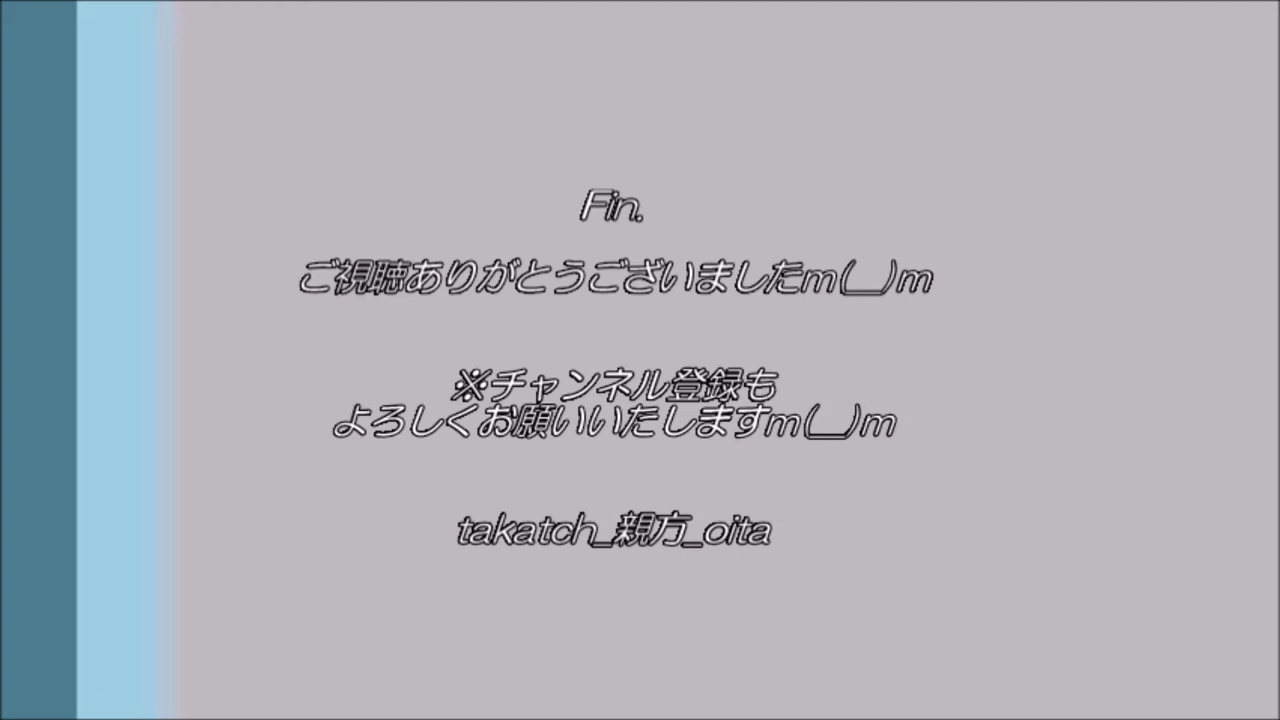 Fin.
ご視聴ありがとうございましたm(__)m
※チャンネル登録も
よろしくお願いいたしますm(__)m
takatch_親方_oita